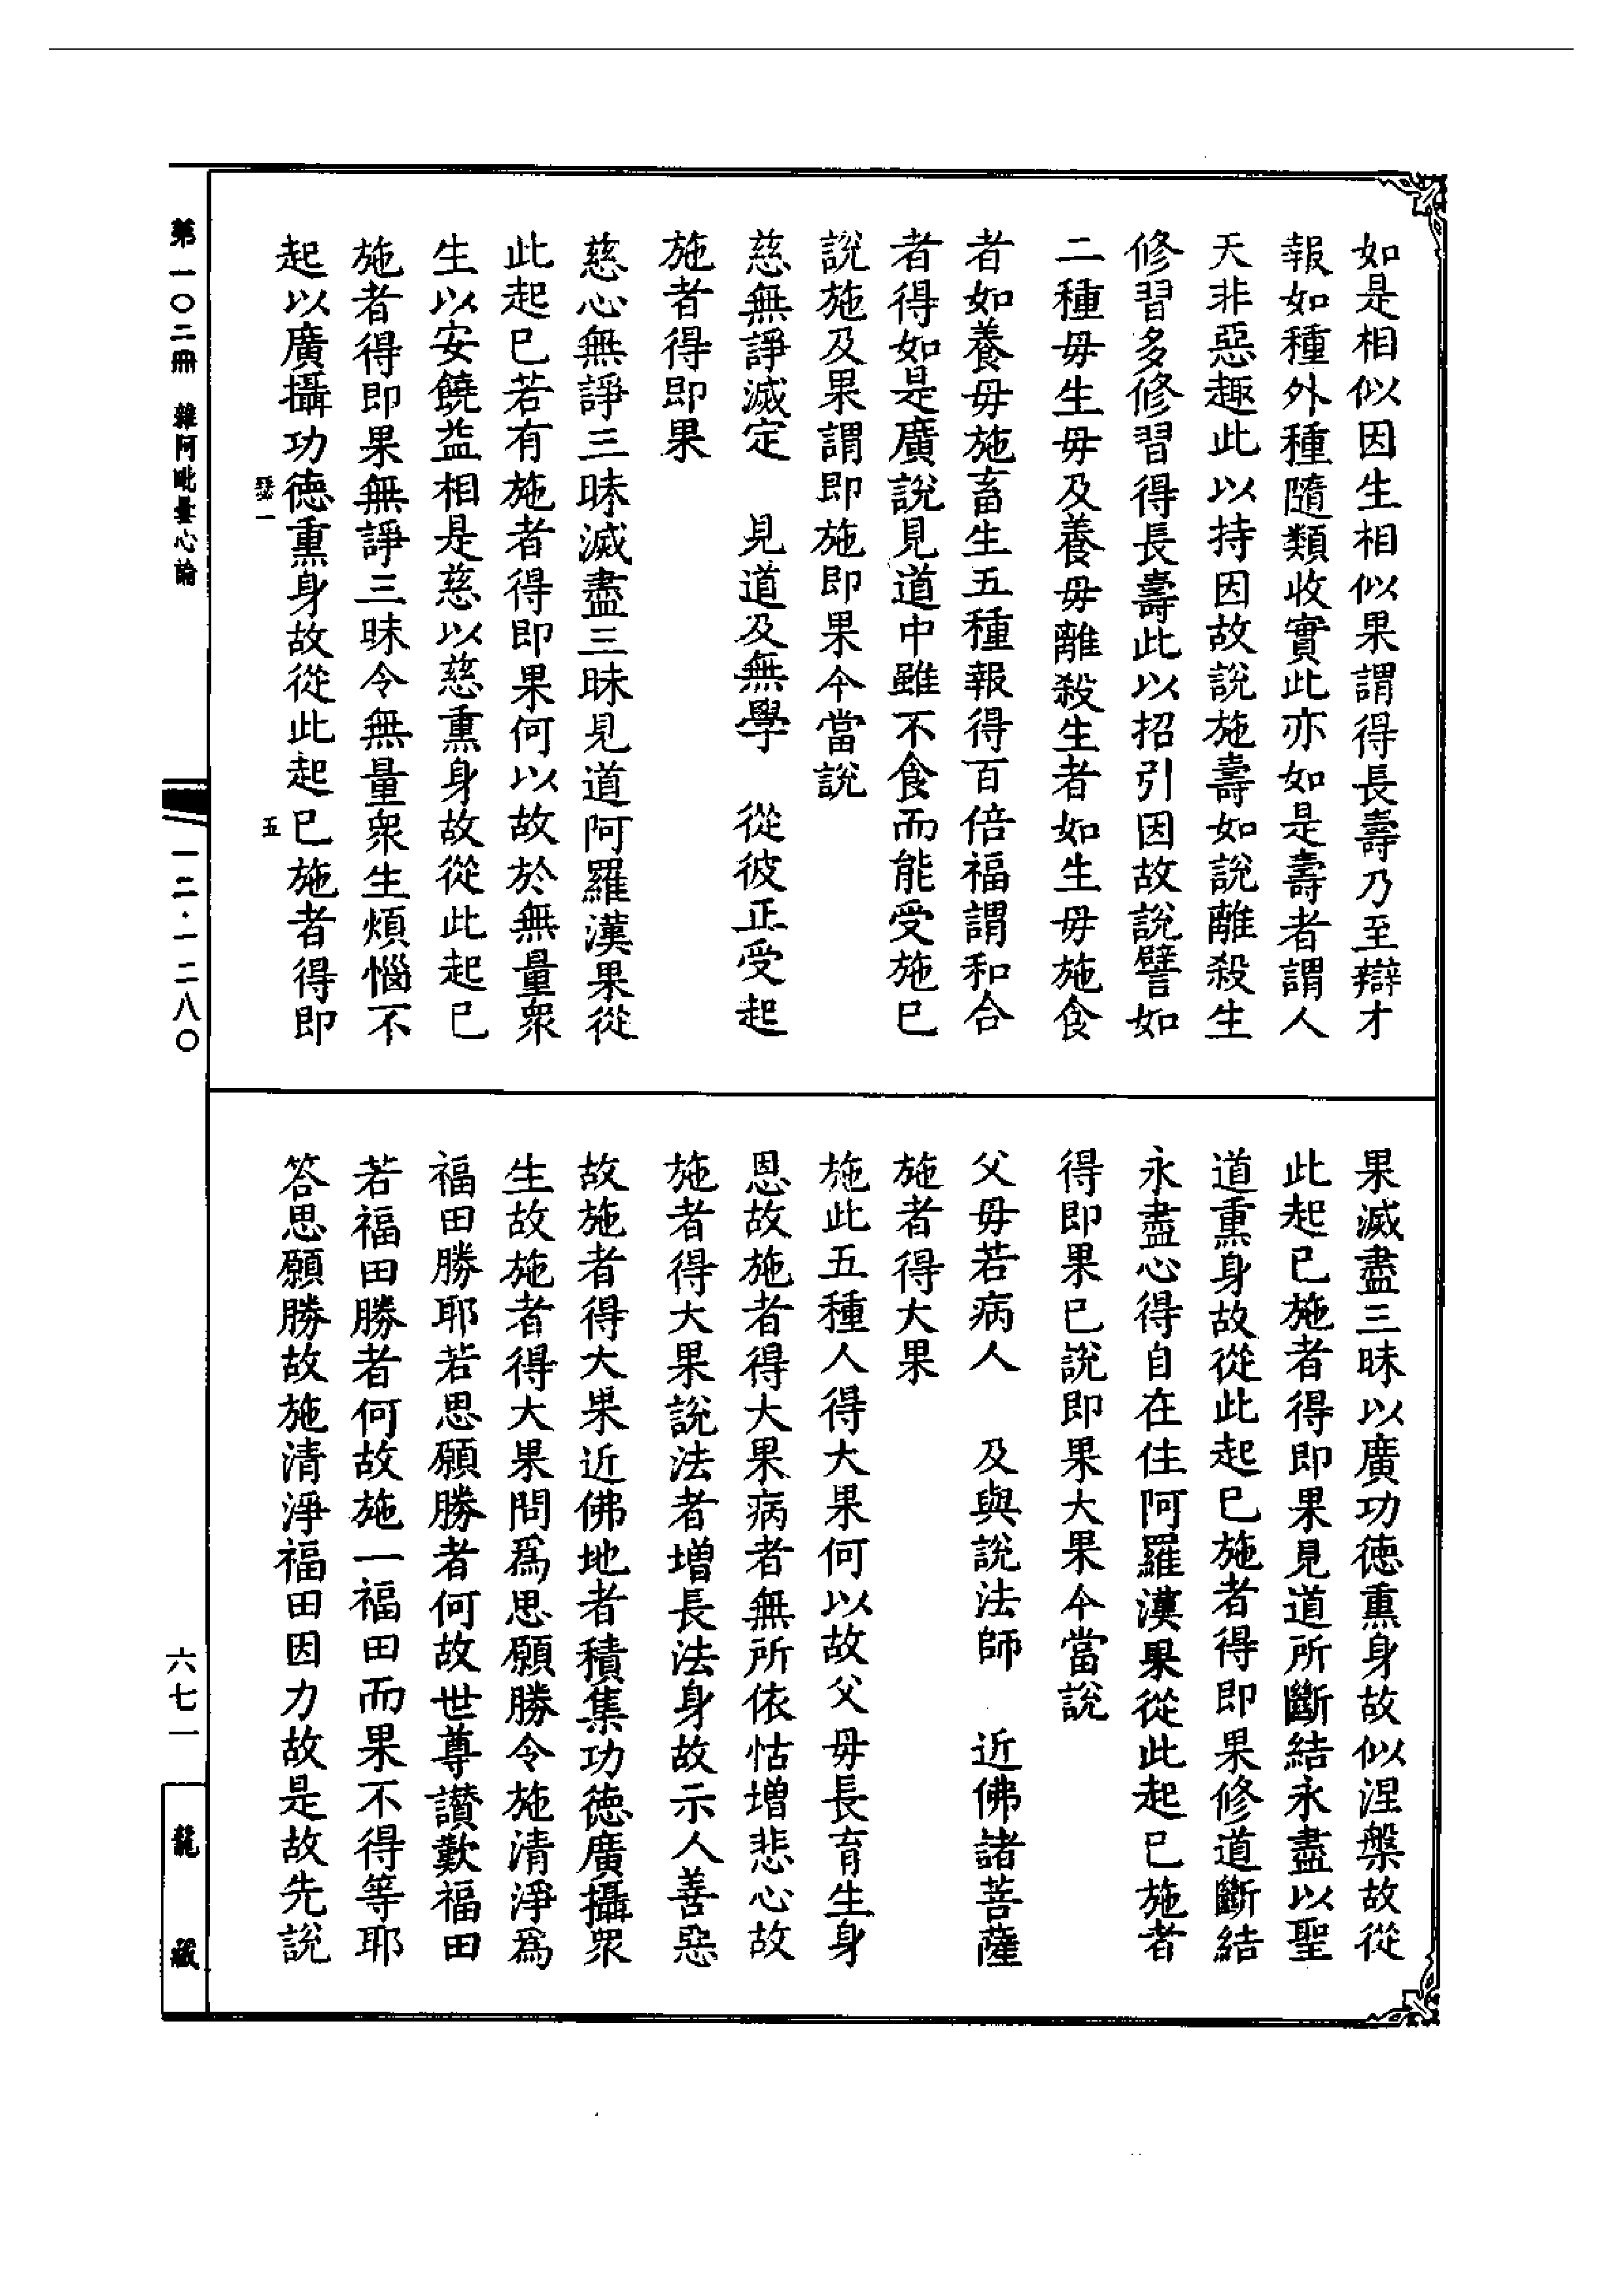 如是相似因生相似果謂得長壽乃至辯才
報如種外種隨類收實此亦如是壽者謂人
天非惡趣此以持因故說施壽如說離殺生
修習多修習得長壽此以招引因故說譬如
二種毋生毋及養毋離殺生者如生毋施食
者如養毋施畜生五種報得百倍福謂和合
者得如是廣說見道中雖不食而能受施已
說施及果謂即施即果今當說
慈無諍滅定　見道及無學　從彼正受起
施者得即果
慈心無諍三昧滅盡三昧見道阿羅漢果從
此起已若有施者得即果何以故於無量衆
生以安饒益相是慈以慈熏身故從此起已
施者得即果無諍三昧令無量衆生煩惱不
起以廣攝功德熏身故從此起已施者得即
瑟一
五
果滅盡三昧以廣功德熏身故似涅槃故從
此起已施者得即果見道所斷結永盡以聖
道熏身故從此起已施者得即果修道斷結
永盡心得自在住阿羅漢果從此起已施者
得即果已說即果大果今當說
父毋若病人　及與說法師　近佛諸菩薩
施者得大果
施此五種人得大果何以故父毋長育生身
恩故施者得大果病者無所依怙增悲心故
施者得大果說法者增長法身故示人善惡
故施者得大果近佛地者積集功德廣攝衆
生故施者得大果問爲思願勝令施清淨爲
福田勝耶若思願勝者何故世尊讃歎福田
若福田勝者何故施一福田而果不得等耶
答思願勝故施清淨福田因力故是故先說
第一〇二冊　雜阿毗曇心論
一二·一二八〇
六七一
龍藏